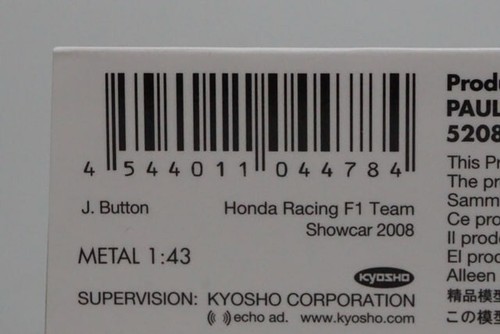 4 544011 044784
J. Button
Honda Racing F1 Team
Showcar 2008
METAL 1:43
KYOSHO
SUPERVISION: KYOSHO CORPORATION
echo ad. www.kyosho.com
Produ
PAUL
5208
This Pr
The pr
Samm
Ce pro
Il prod
El prod
Alleen
精品模型
この模